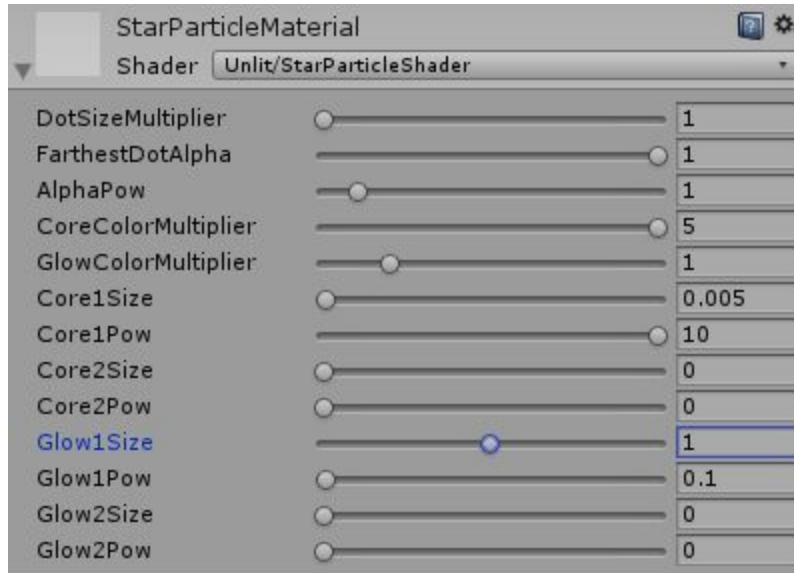 StarParticleMaterial
Shader Unlit/StarParticleShader
DotSizeMultiplier 1
FarthestDotAlpha 1
AlphaPow 1
CoreColorMultiplier 5
GlowColorMultiplier 1
Core1Size 0.005
Core1Pow 10
Core2Size 0
Core2Pow 0
Glow1Size 1
Glow1Pow 0.1
Glow2Size 0
Glow2Pow 0